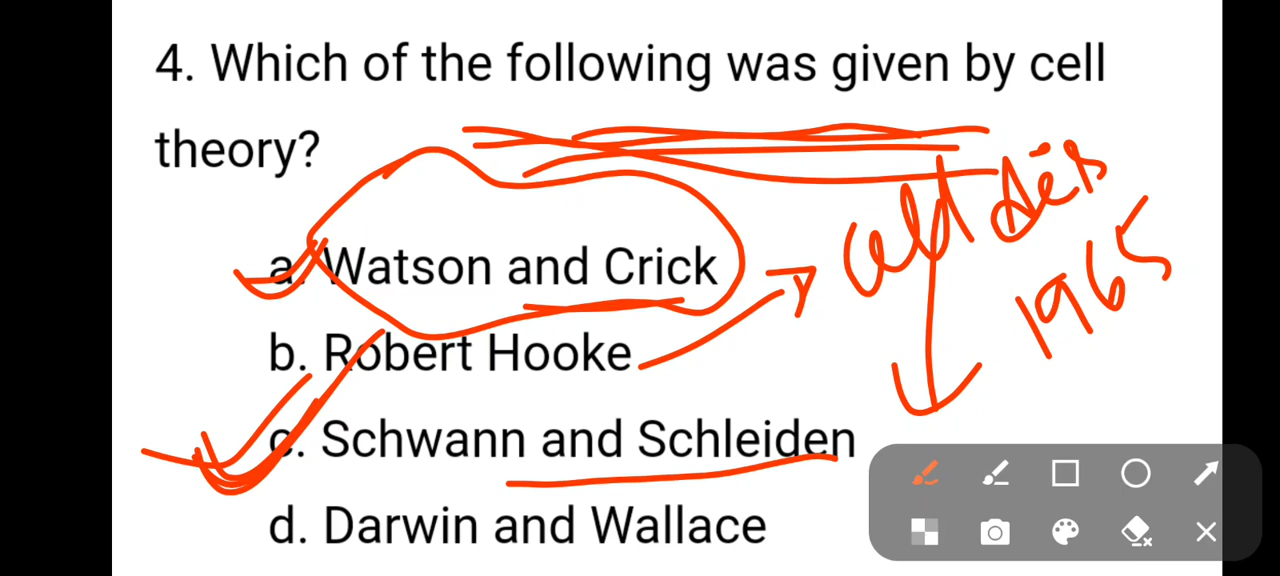 4. Which of the following was given by cell
theory?
a. Watson and Crick
b. Robert Hooke
c. Schwann and Schleiden
d. Darwin and Wallace
1965